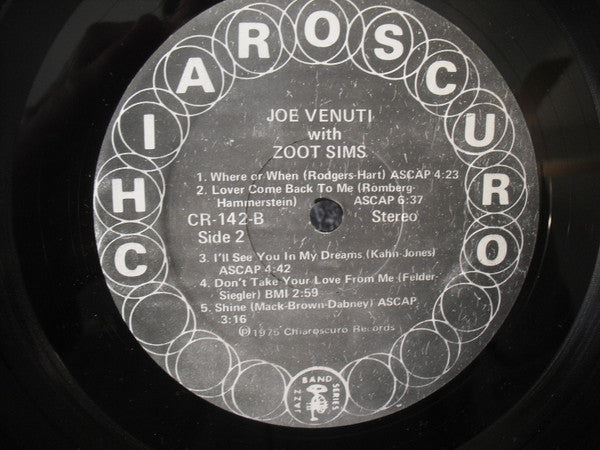 CHIAROSCURO
JOE VENUTI
with
ZOOT SIMS
1. Where or When (Rodgers-Hart) ASCAP 4:23
2. Lover Come Back To Me (Romberg-
Hammerstein) ASCAP 6:37
CR-142-B Stereo
Side 2
3. I'll See You In My Dreams (Kahn-Jones)
ASCAP 4:42
4. Don't Take Your Love From Me (Felder-
Siegler) BMI 2:59
5. Shine (Mack-Brown-Dabney) ASCAP
3:16
℗ 1975 Chiaroscuro Records
JAZZ BAND SERIES